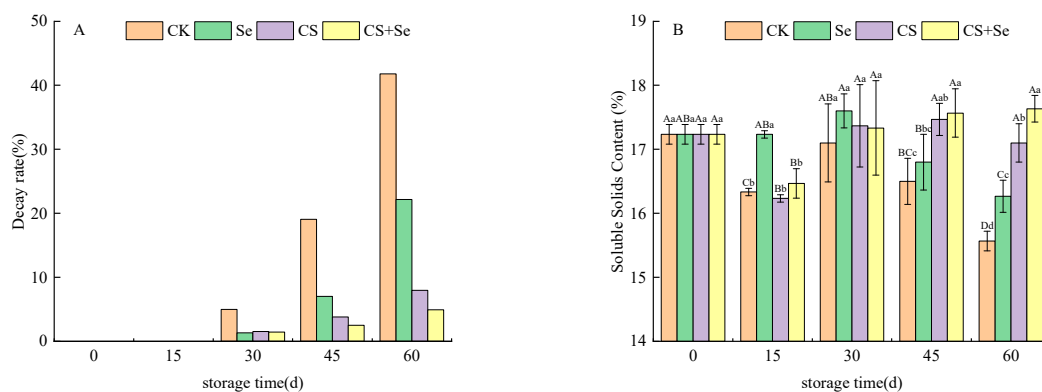 A
CK Se CS CS+Se
Decay rate(%)
50
40
30
20
10
0
0 15 30 45 60
storage time(d)
B
CK Se CS CS+Se
Soluble Solids Content (%)
19
18
17
16
15
14
Aa ABa Aa Aa
Cb ABa Bb Bb
ABa Aa Aa Aa
BCc Bbc Aab Aa
Dd Cc Ab Aa
0 15 30 45 60
storage time(d)